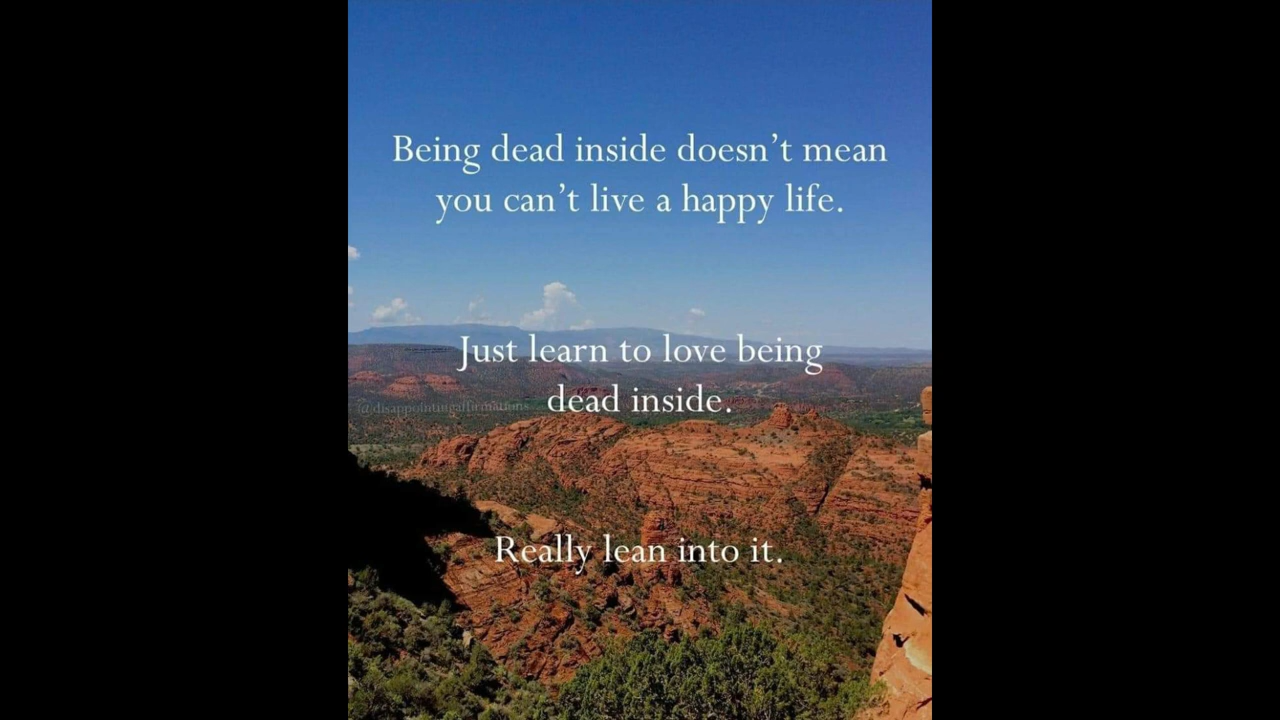 Being dead inside doesn’t mean
you can’t live a happy life.
Just learn to love being
dead inside.
@disappointingaffirmations
Really lean into it.